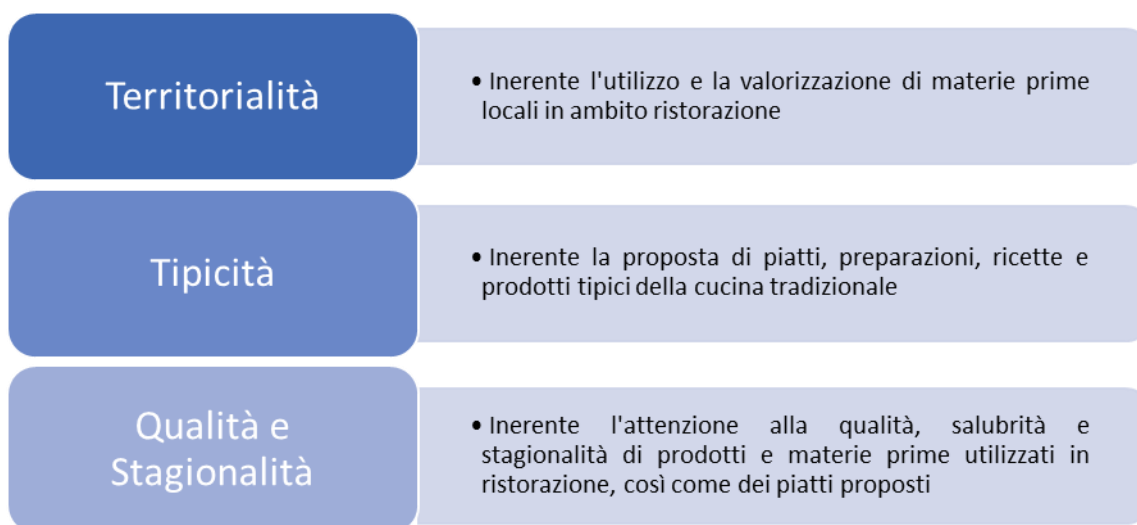 Territorialità
• Inerente l'utilizzo e la valorizzazione di materie prime
locali in ambito ristorazione
Tipicità
• Inerente la proposta di piatti, preparazioni, ricette e
prodotti tipici della cucina tradizionale
Qualità e
Stagionalità
• Inerente l'attenzione alla qualità, salubrità e
stagionalità di prodotti e materie prime utilizzati in
ristorazione, così come dei piatti proposti